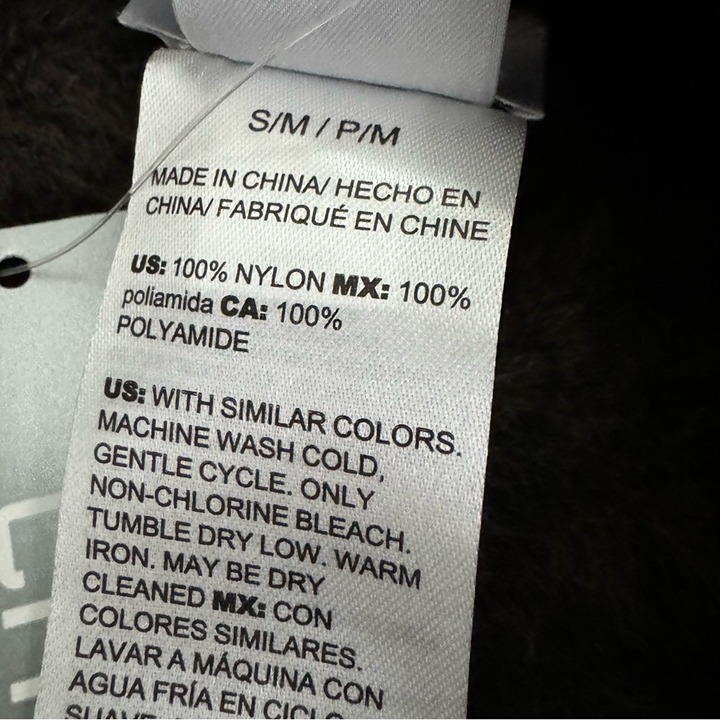 S/M / P/M
MADE IN CHINA/ HECHO EN
CHINA/ FABRIQUÉ EN CHINE
US: 100% NYLON MX: 100%
poliamida CA: 100%
POLYAMIDE
US: WITH SIMILAR COLORS.
MACHINE WASH COLD,
GENTLE CYCLE. ONLY
NON-CHLORINE BLEACH.
TUMBLE DRY LOW. WARM
IRON. MAY BE DRY
CLEANED MX: CON
COLORES SIMILARES.
LAVAR A MÁQUINA CON
AGUA FRÍA EN CICLO
SUAVE